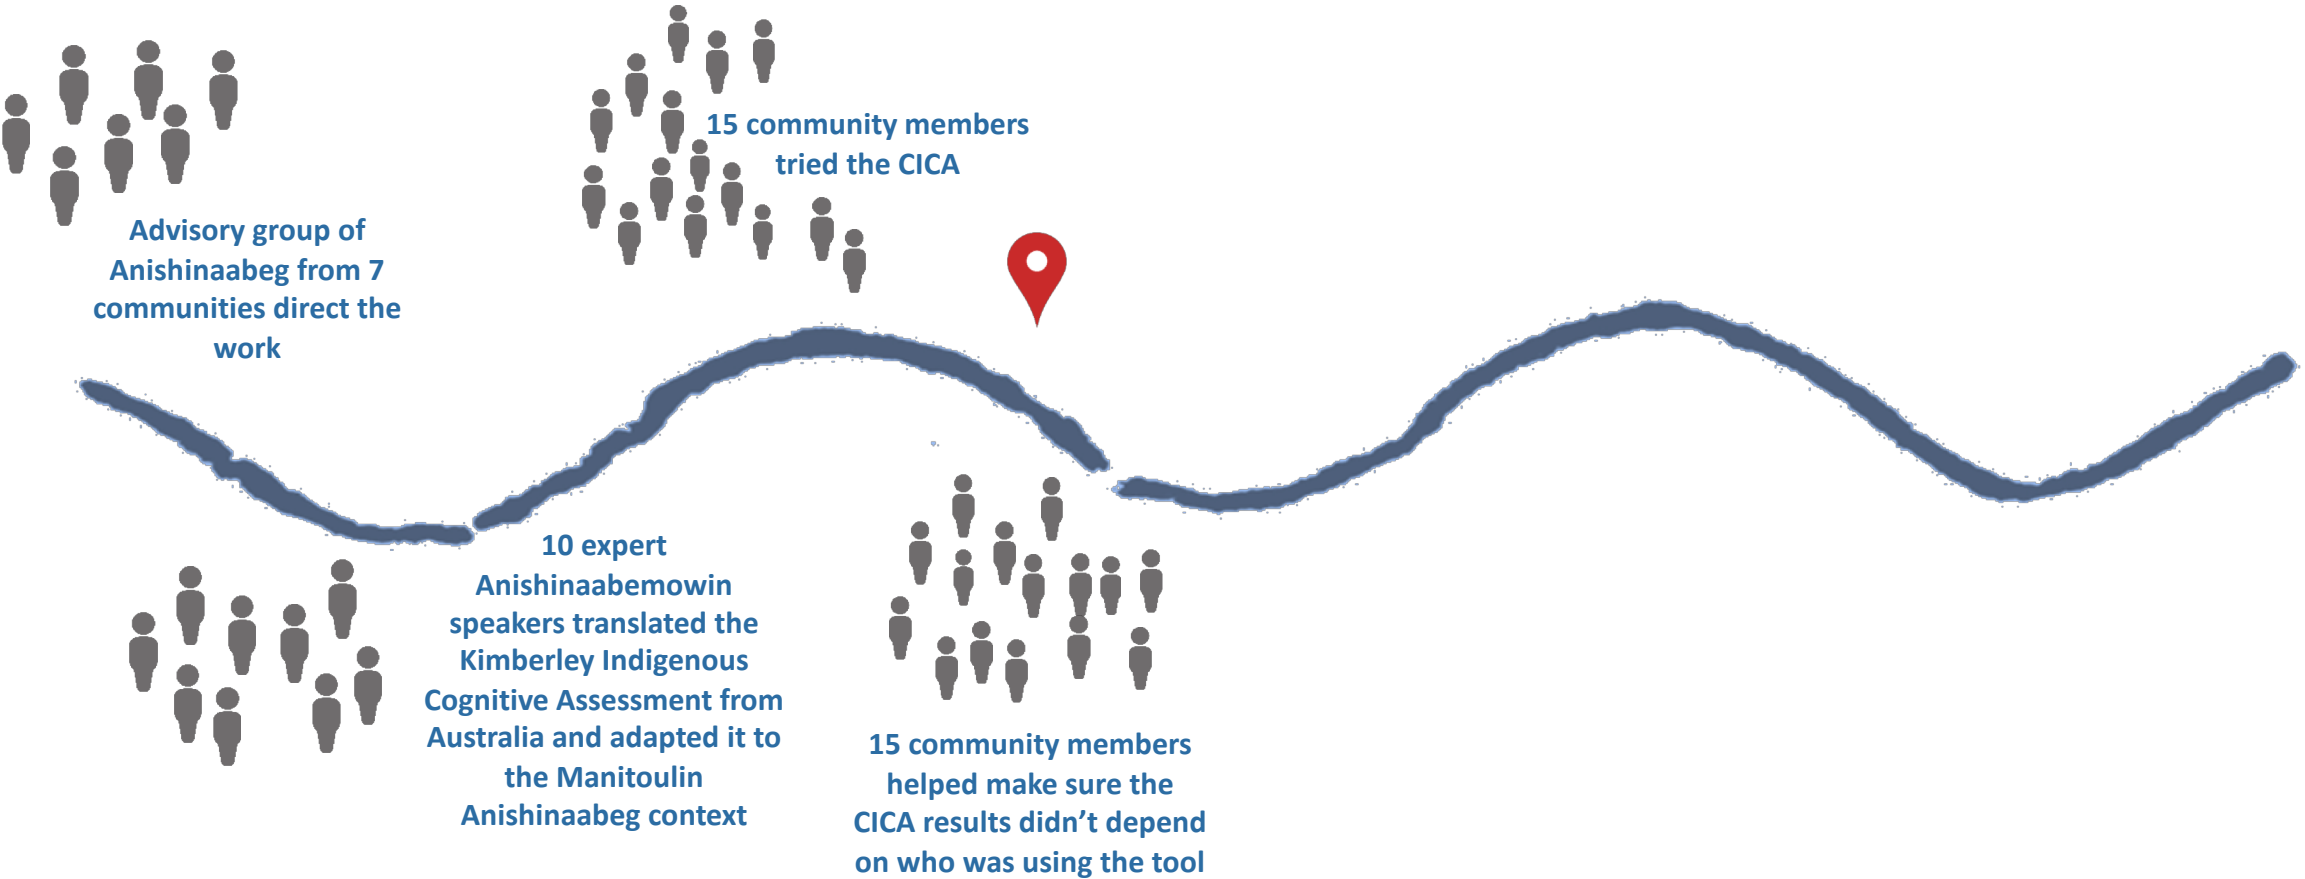 Advisory group of
Anishinaabeg from 7
communities direct the
work
10 expert
Anishinaabemowin
speakers translated the
Kimberley Indigenous
Cognitive Assessment from
Australia and adapted it to
the Manitoulin
Anishinaabeg context
15 community members
tried the CICA
15 community members
helped make sure the
CICA results didn’t depend
on who was using the tool